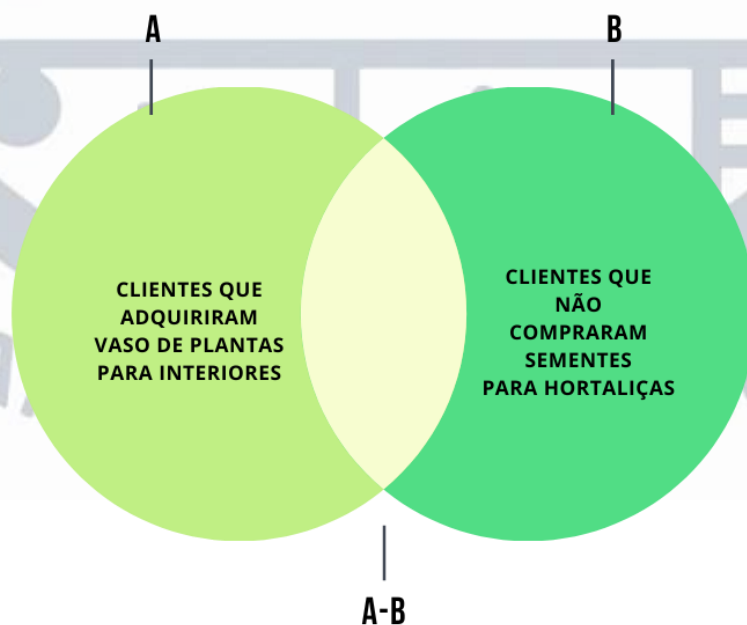 A
B
CLIENTES QUE
ADQUIRIRAM
VASO DE PLANTAS
PARA INTERIORES
CLIENTES QUE
NÃO
COMPRARAM
SEMENTES
PARA HORTALIÇAS
A-B